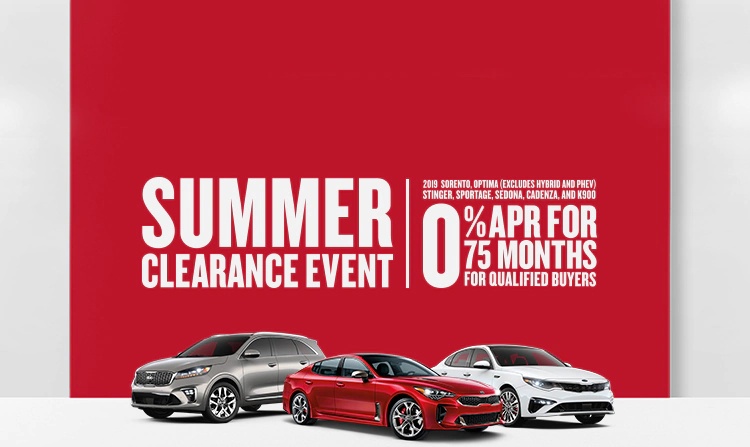 SUMMER
CLEARANCE EVENT
2019 SORENTO, OPTIMA (EXCLUDES HYBRID AND PHEV)
STINGER, SPORTAGE, SEDONA, CADENZA, AND K900
0% APR FOR
75 MONTHS
FOR QUALIFIED BUYERS